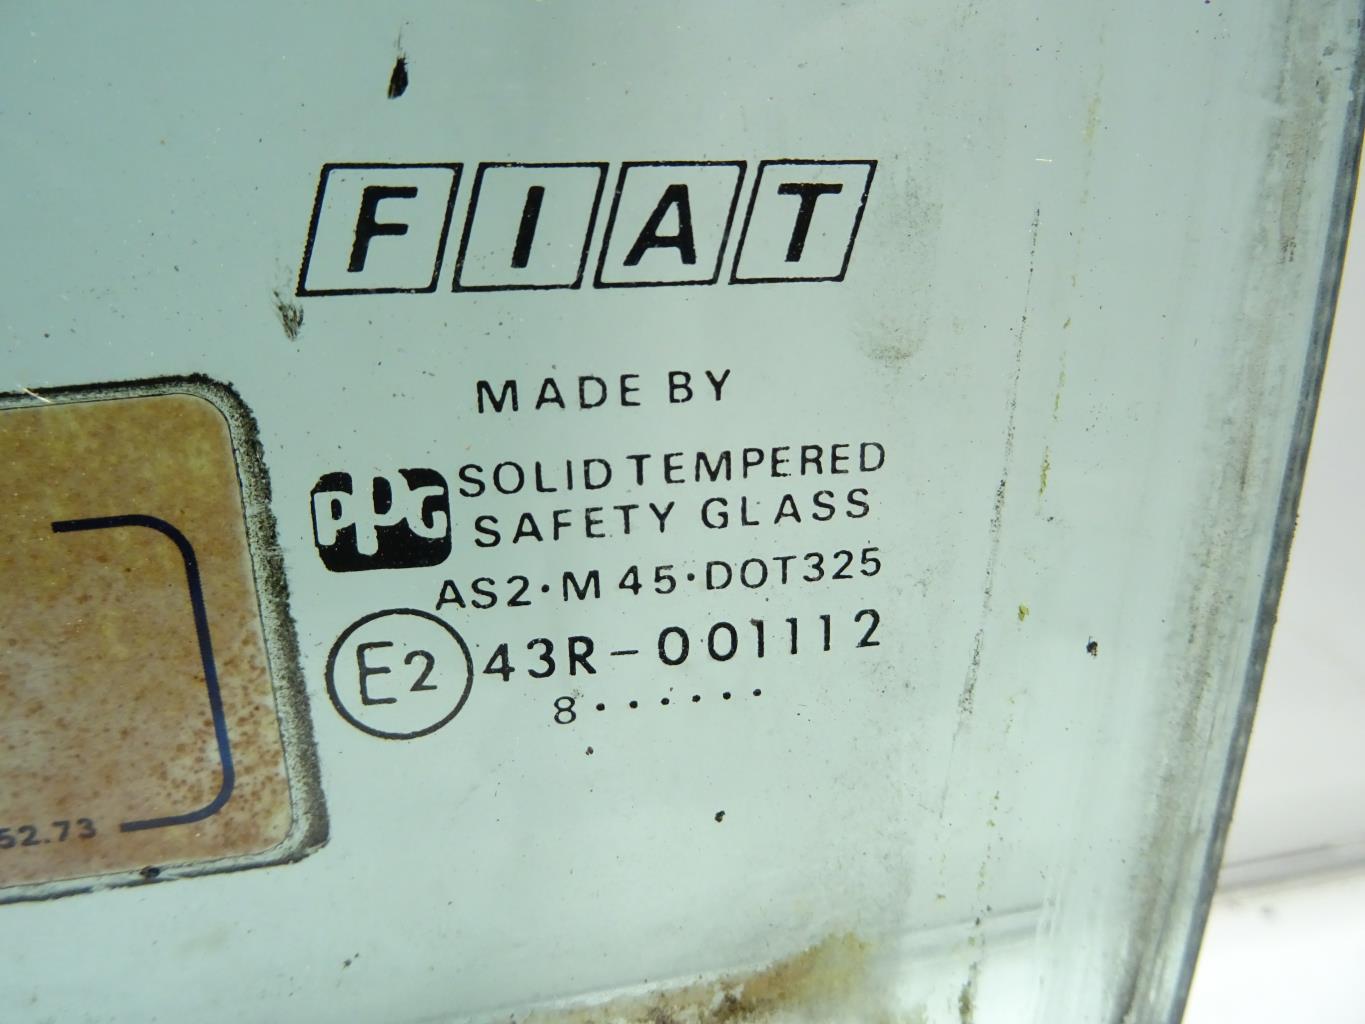 FIAT
MADE BY
PPG SOLID TEMPERED
SAFETY GLASS
AS2·M 45·DOT325
E2 43R-001112
8······
52.73